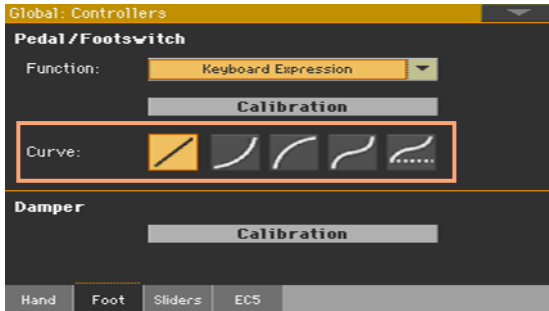 Global: Controllers
Pedal/Footswitch
Function: Keyboard Expression
Calibration
Curve:
Damper
Calibration
Hand Foot Sliders EC5